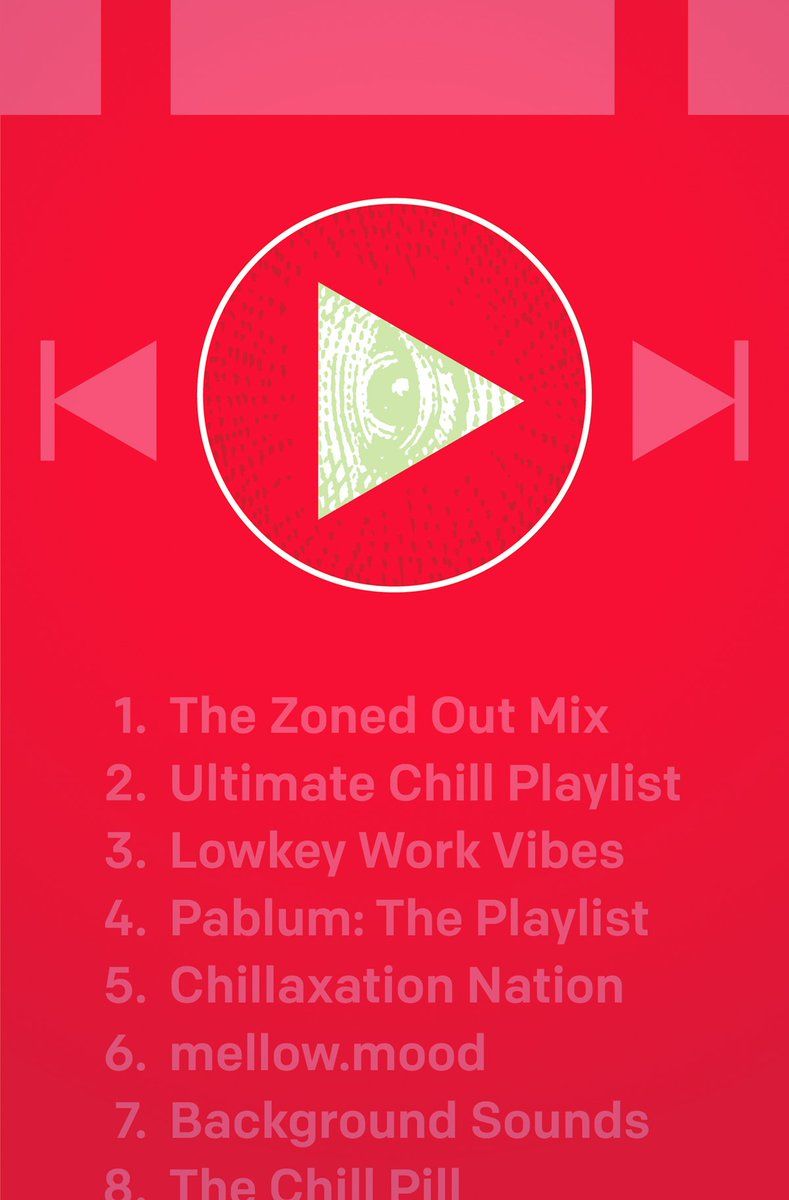 1. The Zoned Out Mix
2. Ultimate Chill Playlist
3. Lowkey Work Vibes
4. Pablum: The Playlist
5. Chillaxation Nation
6. mellow.mood
7. Background Sounds
8. The Chill Pill